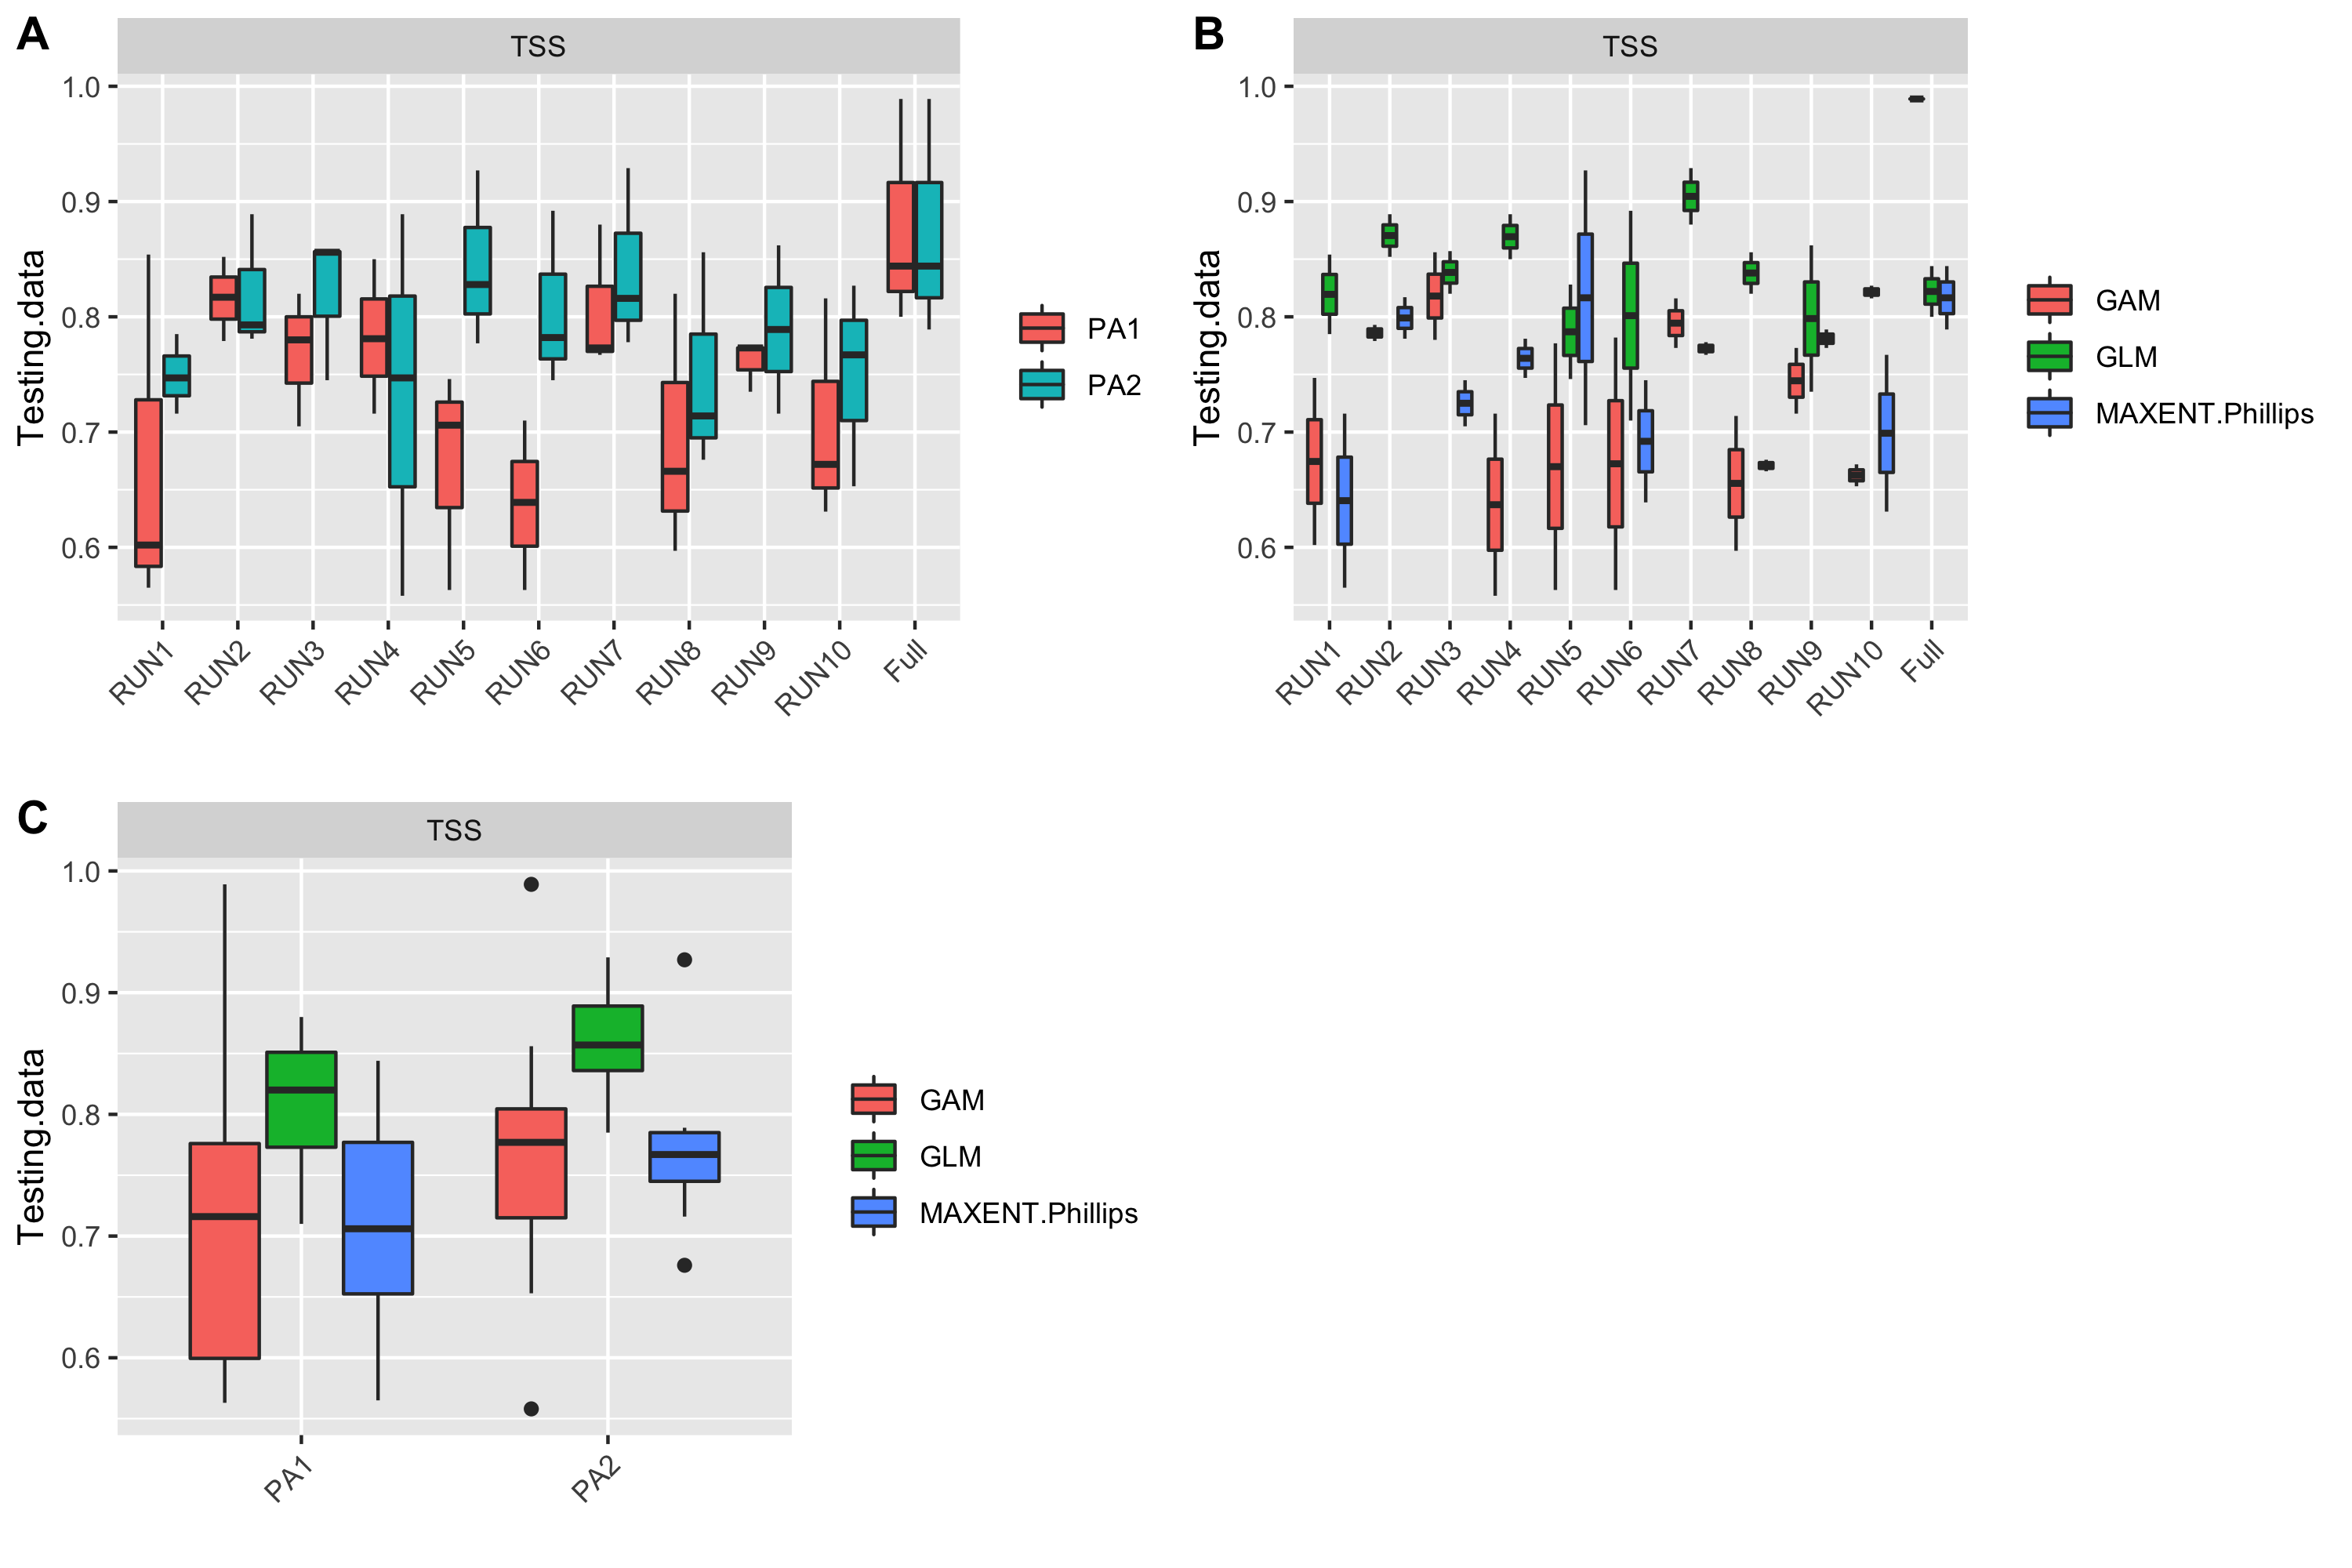 A
TSS
Testing.data
1.0
0.9
0.8
0.7
0.6
RUN1
RUN2
RUN3
RUN4
RUN5
RUN6
RUN7
RUN8
RUN9
RUN10
Full
PA1
PA2
B
TSS
Testing.data
1.0
0.9
0.8
0.7
0.6
RUN1
RUN2
RUN3
RUN4
RUN5
RUN6
RUN7
RUN8
RUN9
RUN10
Full
GAM
GLM
MAXENT.Phillips
C
TSS
Testing.data
1.0
0.9
0.8
0.7
0.6
PA1
PA2
GAM
GLM
MAXENT.Phillips